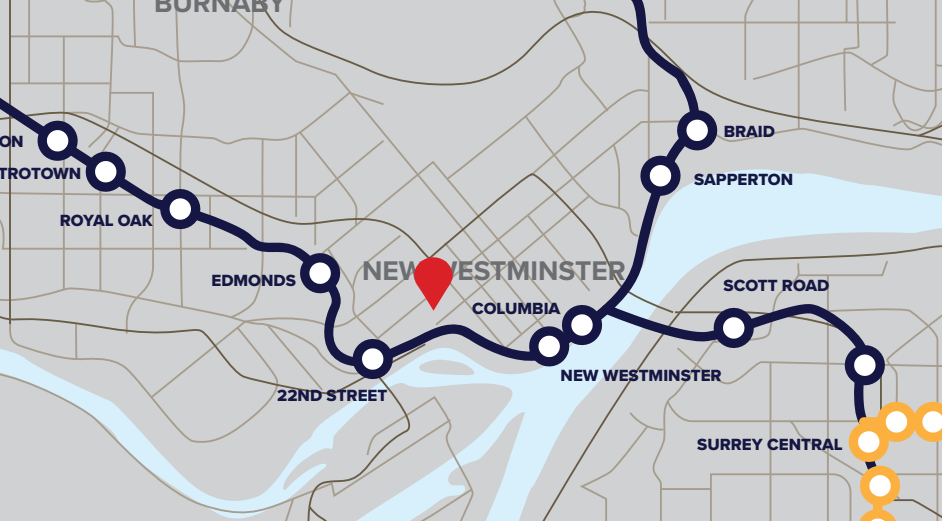 BURNABY
BRAID
ON
TROTOWN
SAPPERTON
ROYAL OAK
NEW WESTMINSTER
EDMONDS
SCOTT ROAD
COLUMBIA
NEW WESTMINSTER
22ND STREET
SURREY CENTRAL